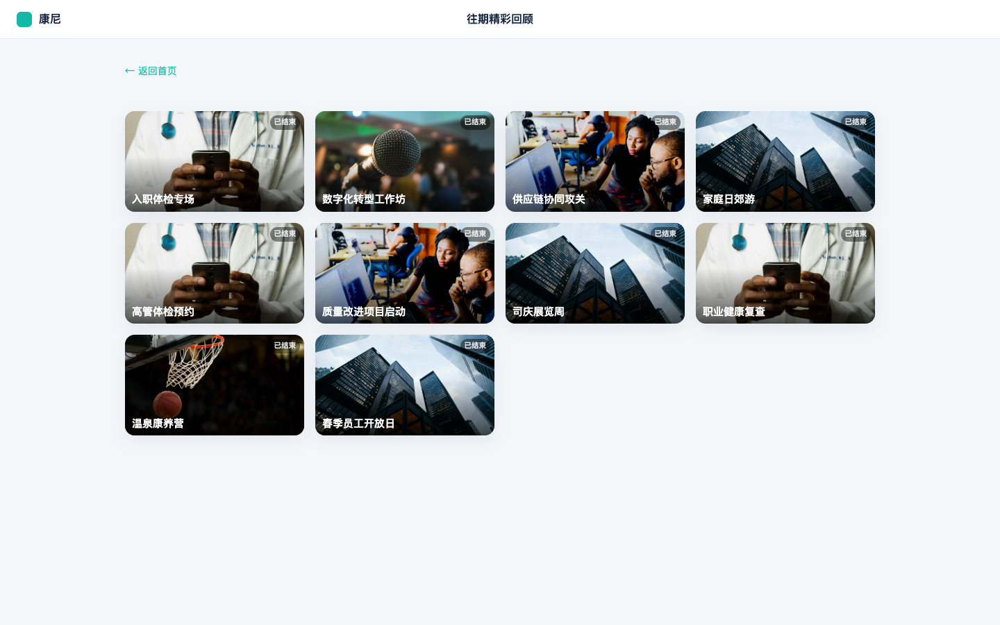 康尼
往期精彩回顾
← 返回首页
已结束
入职体检专场
已结束
数字化转型工作坊
已结束
供应链协同攻关
已结束
家庭日郊游
已结束
高管体检预约
已结束
质量改进项目启动
已结束
司庆展览周
已结束
职业健康复查
已结束
温泉康养营
已结束
春季员工开放日